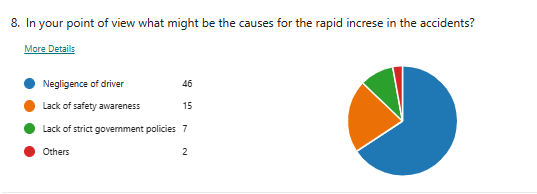 8. In your point of view what might be the causes for the rapid increse in the accidents?
More Details
Negligence of driver 46
Lack of safety awareness 15
Lack of strict government policies 7
Others 2